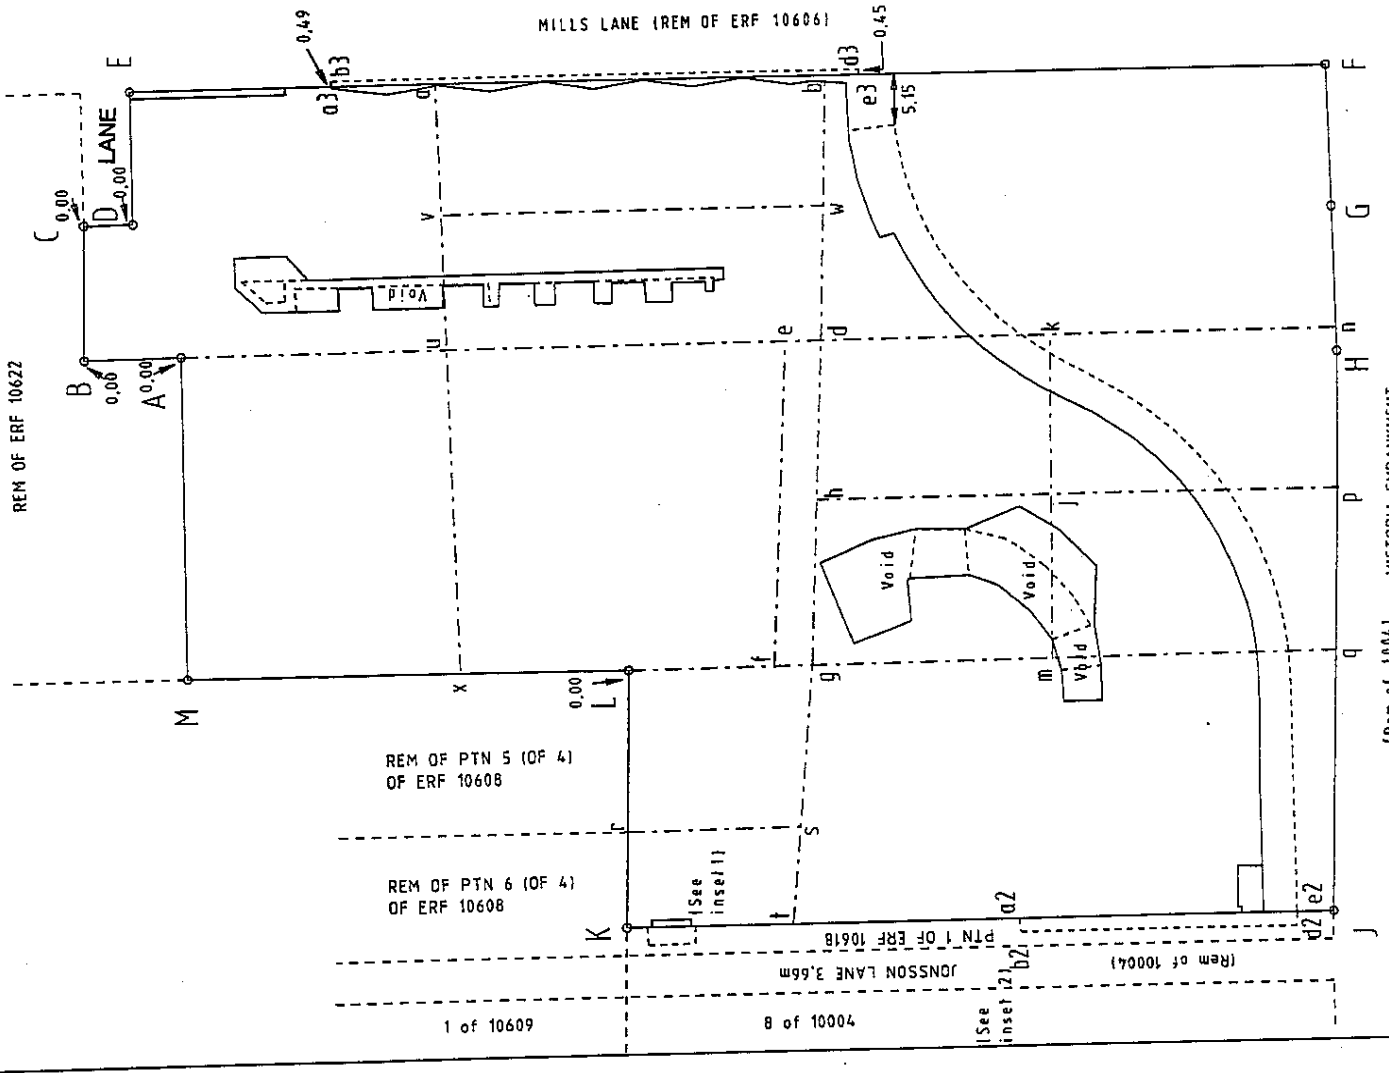 MILLS LANE (REM OF ERF 10606)
0,49
0,45
E
b3
a3
d3
e3
5,15
F
LANE
C
0,00
D
0,00
a
b
v
w
G
REM OF ERF 10622
B
0,00
A
0,00
Void
u
e
d
k
n
H
h
j
p
Void
Void
Void
M
x
0,00
L
f
g
m
q
REM OF PTN 5 (OF 4)
OF ERF 10608
r
s
REM OF PTN 6 (OF 4)
OF ERF 10608
(See
inset1)
K
t
a2
e2
d2
J
PTN 1 OF ERF 10618
JONSSON LANE 3,66m
b2
(Rem of 10004)
1 of 10609
8 of 10004
(See
inset 2)